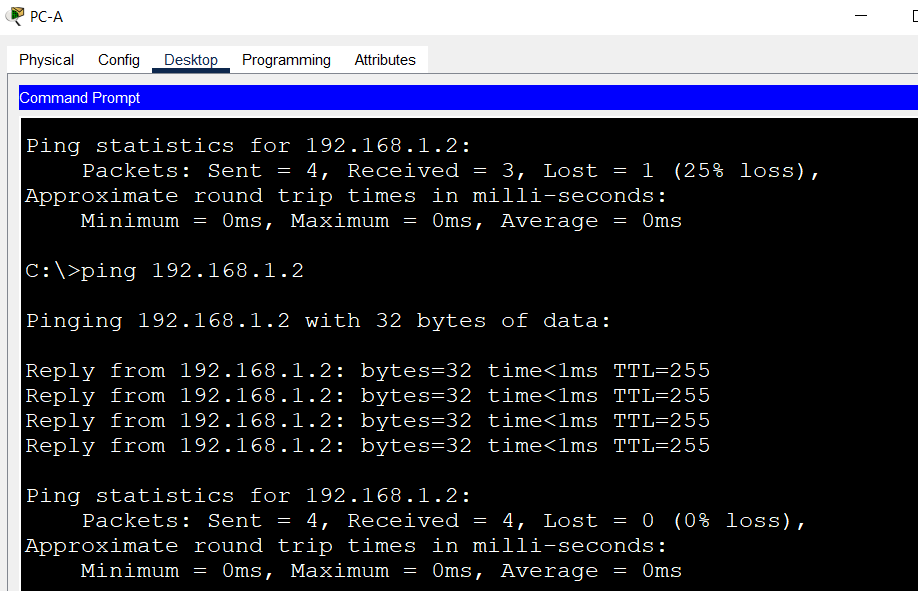 PC-A
Physical Config Desktop Programming Attributes
Command Prompt
Ping statistics for 192.168.1.2:
    Packets: Sent = 4, Received = 3, Lost = 1 (25% loss),
Approximate round trip times in milli-seconds:
    Minimum = 0ms, Maximum = 0ms, Average = 0ms
C:\>ping 192.168.1.2
Pinging 192.168.1.2 with 32 bytes of data:
Reply from 192.168.1.2: bytes=32 time<1ms TTL=255
Reply from 192.168.1.2: bytes=32 time<1ms TTL=255
Reply from 192.168.1.2: bytes=32 time<1ms TTL=255
Reply from 192.168.1.2: bytes=32 time<1ms TTL=255
Ping statistics for 192.168.1.2:
    Packets: Sent = 4, Received = 4, Lost = 0 (0% loss),
Approximate round trip times in milli-seconds:
    Minimum = 0ms, Maximum = 0ms, Average = 0ms